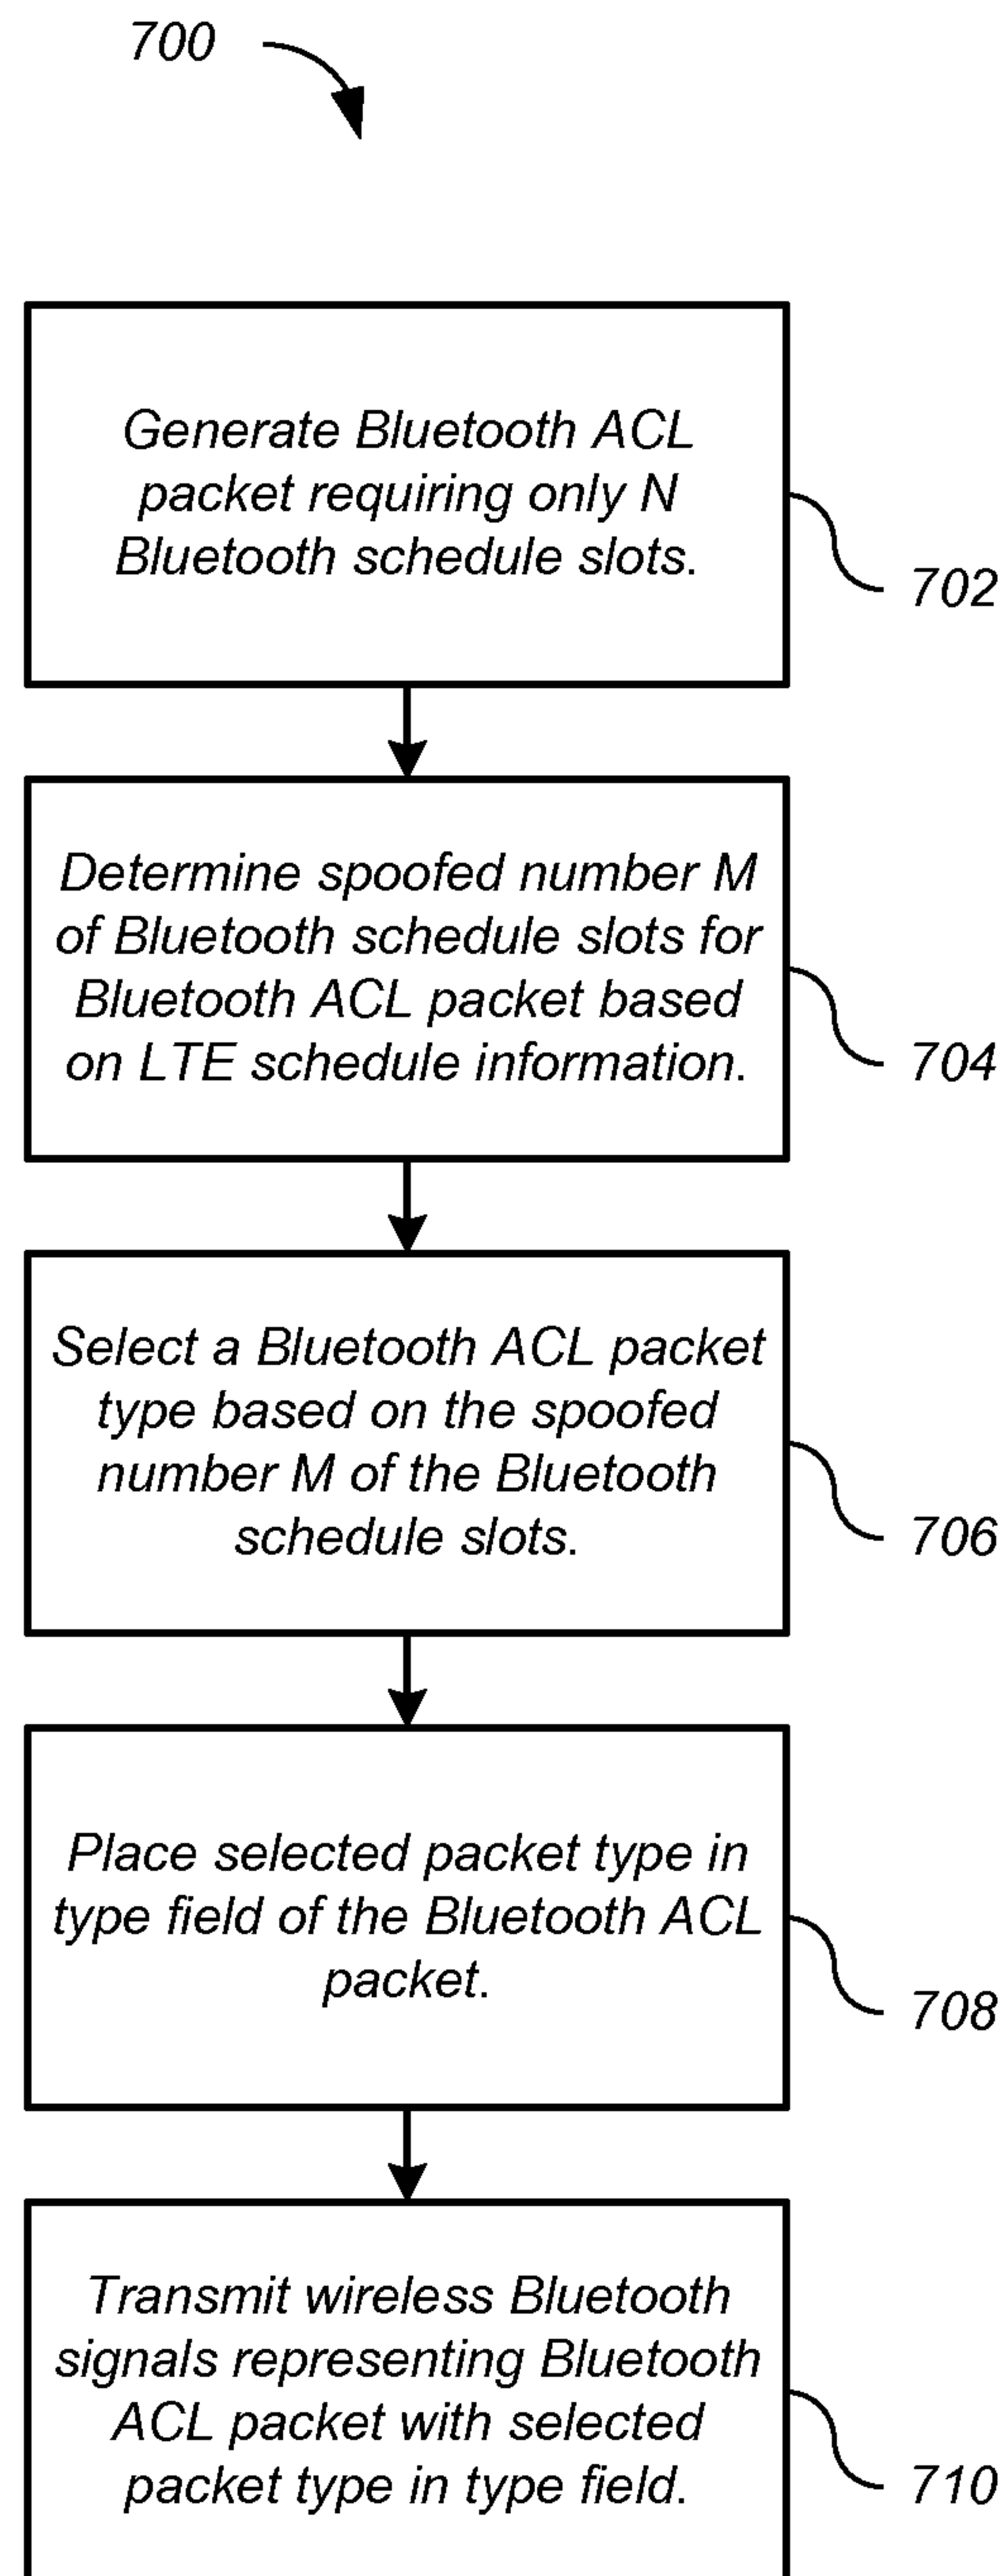 700
Generate Bluetooth ACL
packet requiring only N
Bluetooth schedule slots.
702
Determine spoofed number M
of Bluetooth schedule slots for
Bluetooth ACL packet based
on LTE schedule information.
704
Select a Bluetooth ACL packet
type based on the spoofed
number M of the Bluetooth
schedule slots.
706
Place selected packet type in
type field of the Bluetooth ACL
packet.
708
Transmit wireless Bluetooth
signals representing Bluetooth
ACL packet with selected
packet type in type field.
710